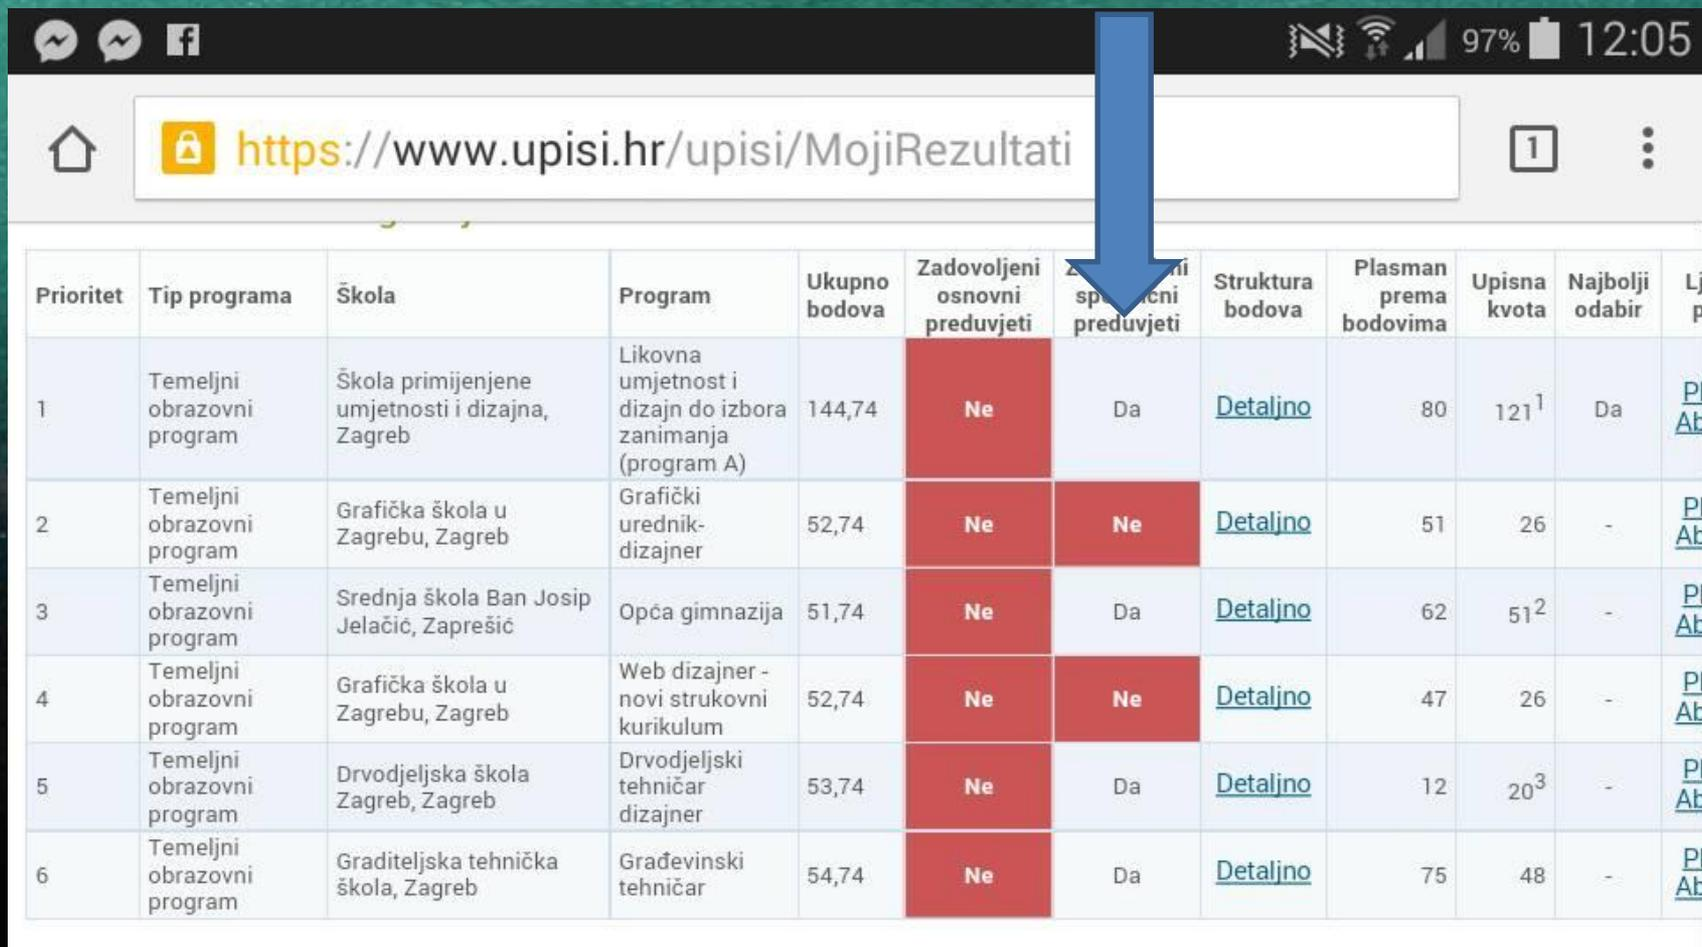 97% 12:05
https://www.upisi.hr/upisi/MojiRezultati
1
Prioritet Tip programa Škola Program Ukupno bodova Zadovoljeni osnovni preduvjeti preduvjeti Struktura bodova Plasman prema bodovima Upisna kvota Najbolji odabir
1 Temeljni obrazovni program Škola primijenjene umjetnosti i dizajna, Zagreb Likovna umjetnost i dizajn do izbora zanimanja (program A) 144,74 Ne Da Detaljno 80 121¹ Da
2 Temeljni obrazovni program Grafička škola u Zagrebu, Zagreb Grafički urednik-dizajner 52,74 Ne Ne Detaljno 51 26 -
3 Temeljni obrazovni program Srednja škola Ban Josip Jelačić, Zaprešić Opća gimnazija 51,74 Ne Da Detaljno 62 51² -
4 Temeljni obrazovni program Grafička škola u Zagrebu, Zagreb Web dizajner - novi strukovni kurikulum 52,74 Ne Ne Detaljno 47 26 -
5 Temeljni obrazovni program Drvodjeljska škola Zagreb, Zagreb Drvodjeljski tehničar dizajner 53,74 Ne Da Detaljno 12 20³ -
6 Temeljni obrazovni program Graditeljska tehnička škola, Zagreb Građevinski tehničar 54,74 Ne Da Detaljno 75 48 -